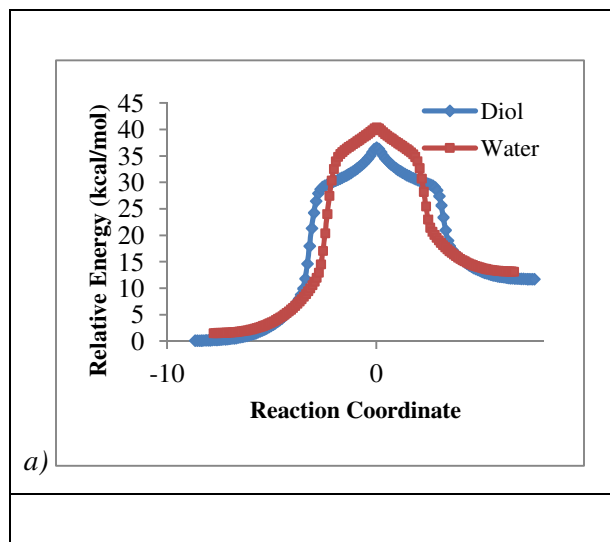 45
40
35
30
25
20
15
10
5
0
-10
0
Relative Energy (kcal/mol)
Reaction Coordinate
Diol
Water
a)